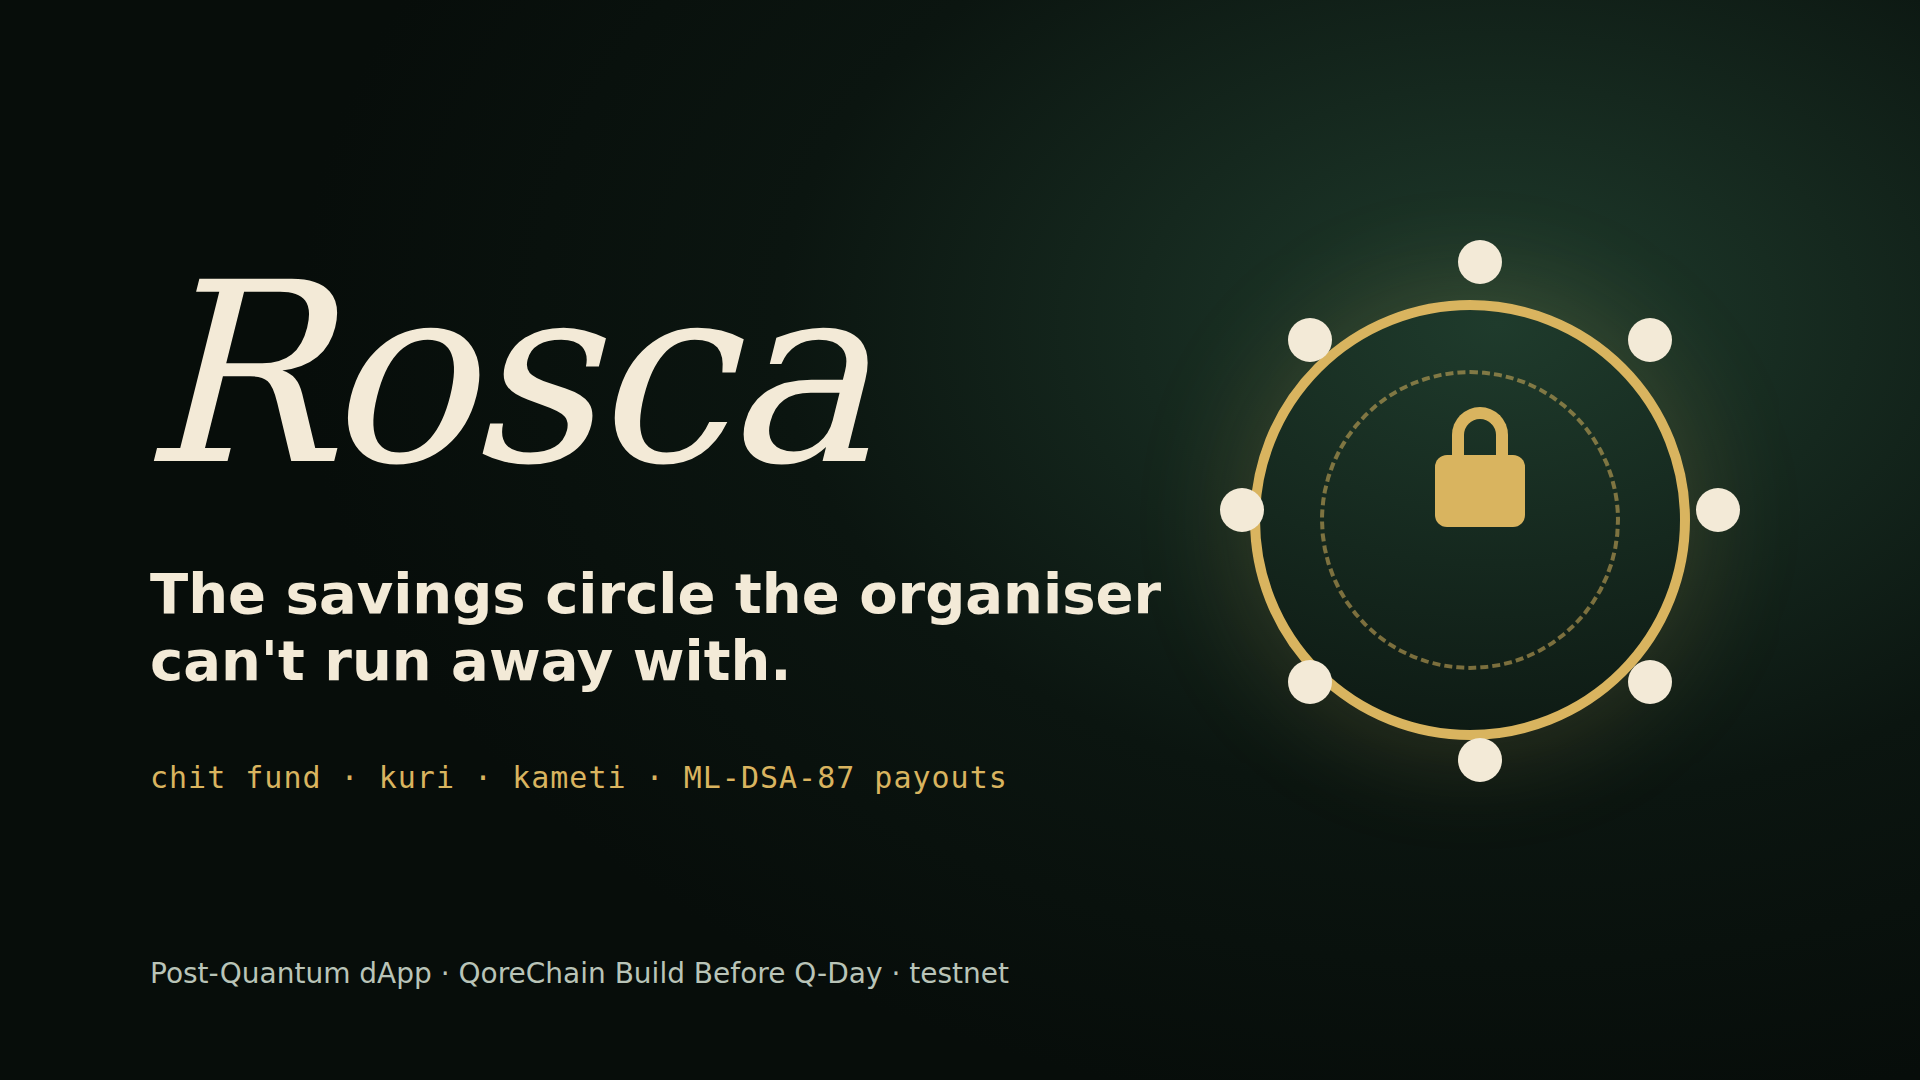 Rosca
The savings circle the organiser
can't run away with.
chit fund · kuri · kameti · ML-DSA-87 payouts
Post-Quantum dApp · QoreChain Build Before Q-Day · testnet